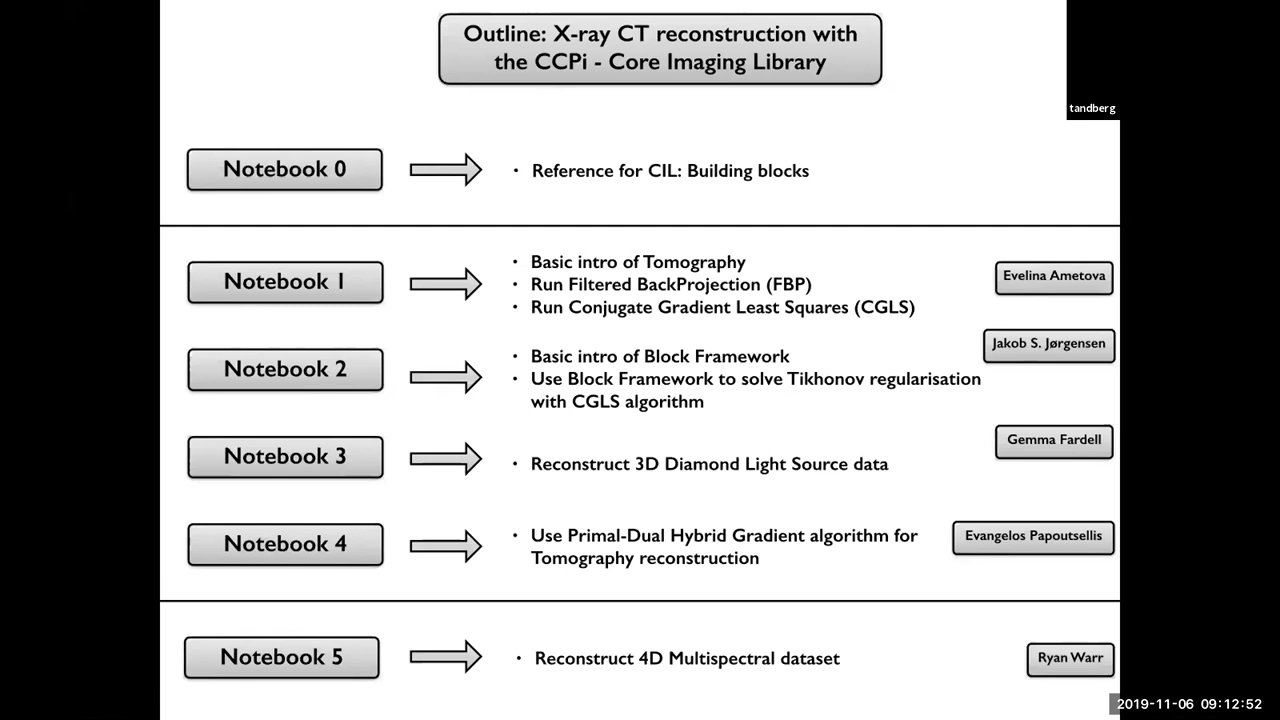 Outline: X-ray CT reconstruction with
the CCPi - Core Imaging Library
tandberg
Notebook 0
• Reference for CIL: Building blocks
Notebook 1
• Basic intro of Tomography
• Run Filtered BackProjection (FBP)
• Run Conjugate Gradient Least Squares (CGLS)
Evelina Ametova
Notebook 2
• Basic intro of Block Framework
• Use Block Framework to solve Tikhonov regularisation
with CGLS algorithm
Jakob S. Jørgensen
Notebook 3
• Reconstruct 3D Diamond Light Source data
Gemma Fardell
Notebook 4
• Use Primal-Dual Hybrid Gradient algorithm for
Tomography reconstruction
Evangelos Papoutsellis
Notebook 5
• Reconstruct 4D Multispectral dataset
Ryan Warr
2019-11-06 09:12:52